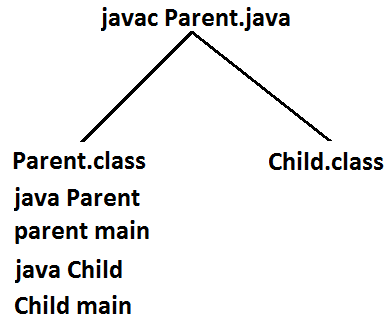 javac Parent.java
Parent.class
Child.class
java Parent
parent main
java Child
Child main